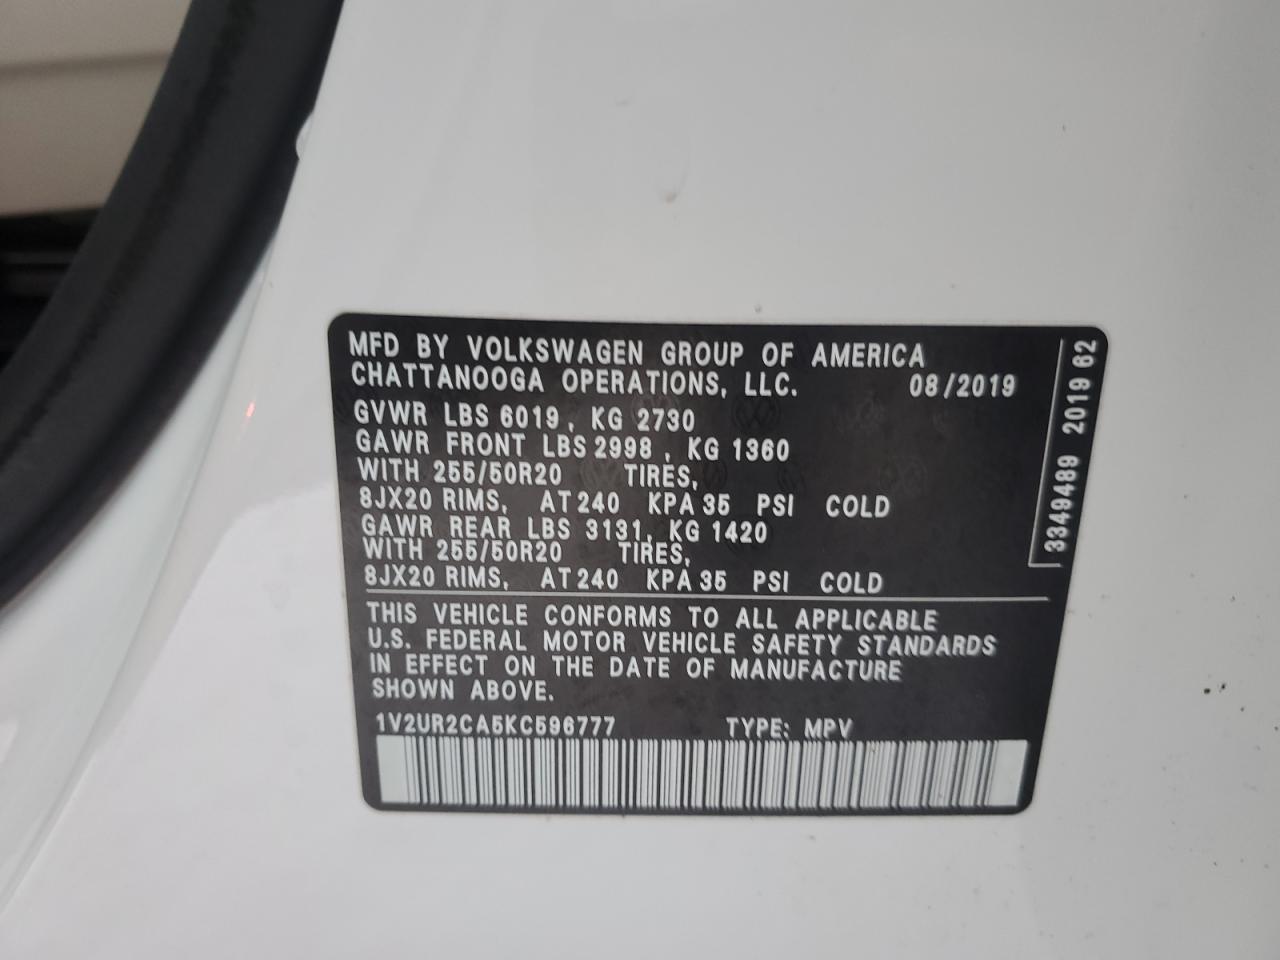 MFD BY VOLKSWAGEN GROUP OF AMERICA
CHATTANOOGA OPERATIONS, LLC. 08/2019
GVWR LBS 6019, KG 2730
GAWR FRONT LBS 2998, KG 1360
WITH 255/50R20 TIRES,
8JX20 RIMS, AT 240 KPA 35 PSI COLD
GAWR REAR LBS 3131, KG 1420
WITH 255/50R20 TIRES,
8JX20 RIMS, AT 240 KPA 35 PSI COLD
THIS VEHICLE CONFORMS TO ALL APPLICABLE
U.S. FEDERAL MOTOR VEHICLE SAFETY STANDARDS
IN EFFECT ON THE DATE OF MANUFACTURE
SHOWN ABOVE.
1V2UR2CA5KC596777 TYPE: MPV
3349489 2019 62